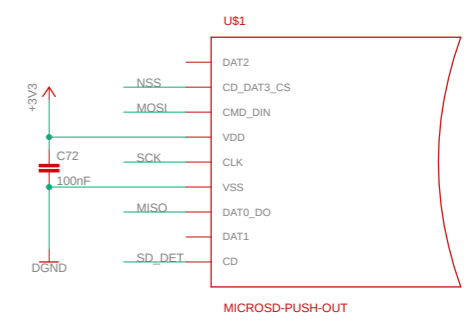 U$1
DAT2
NSS CD_DAT3_CS
MOSI CMD_DIN
+3V3
VDD
C72
SCK CLK
100nF
VSS
MISO DAT0_DO
DAT1
SD_DET CD
DGND
MICROSD-PUSH-OUT